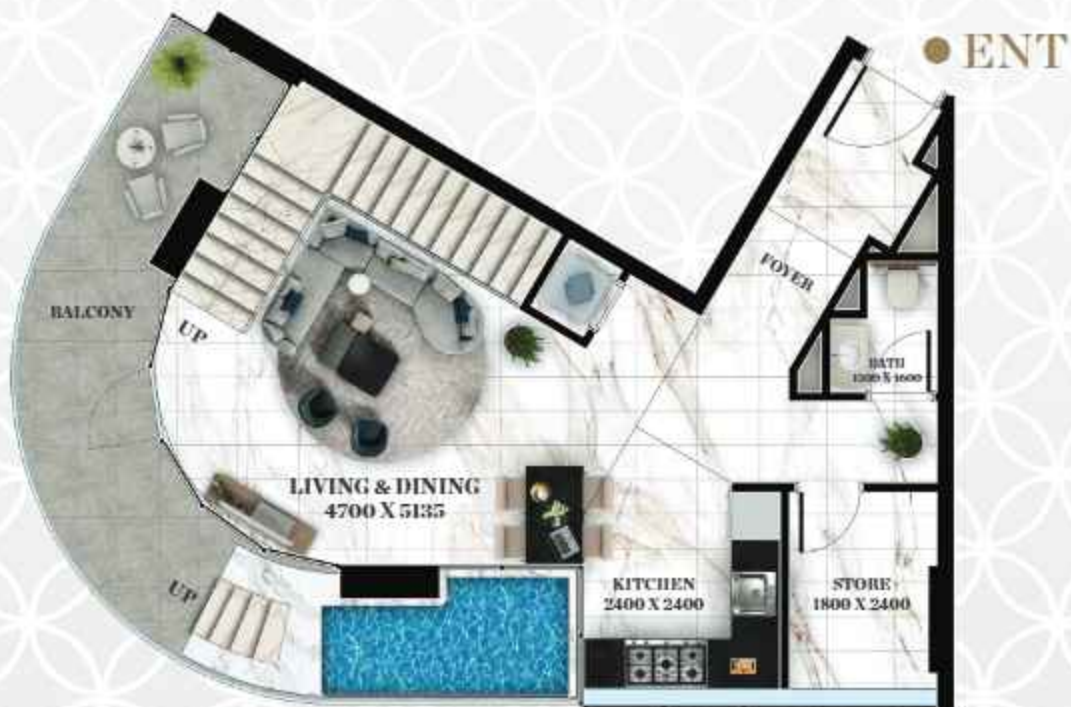 ENT
FOYER
BALCONY
UP
BATH
LIVING & DINING
4700 X 5135
UP
KITCHEN
2400 X 2400
STORE
1800 X 2400